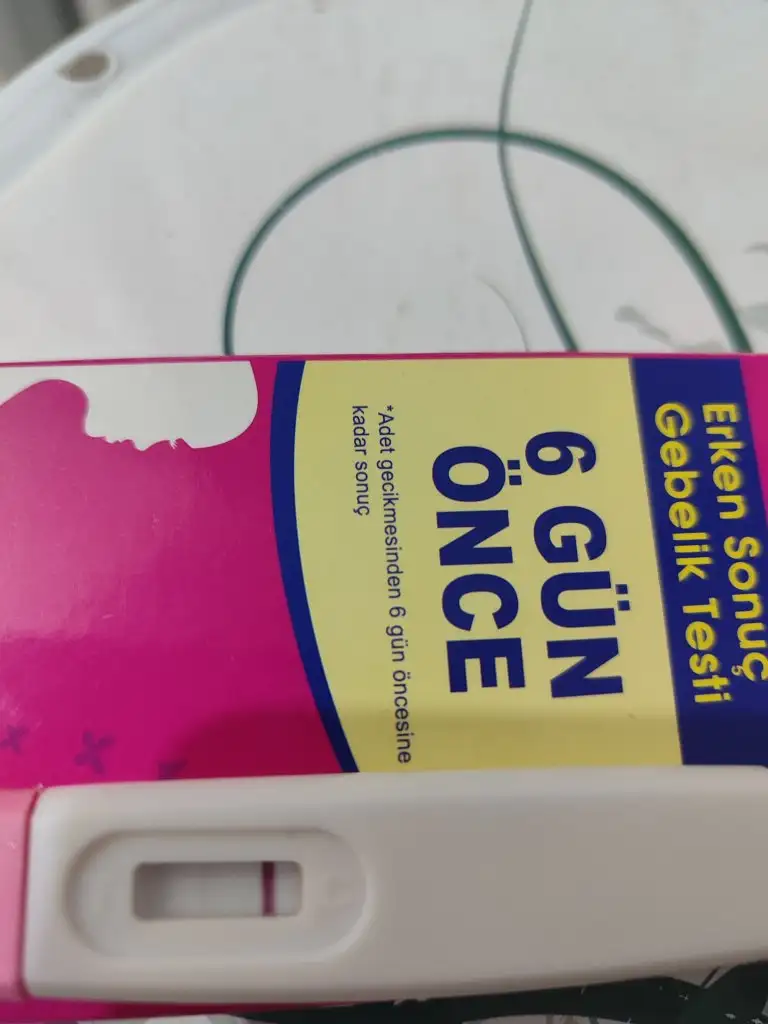 Erken Sonuç
Gebelik Testi
6 GÜN
ÖNCE
*Adet gecikmesinden 6 gün öncesine
kadar sonuç